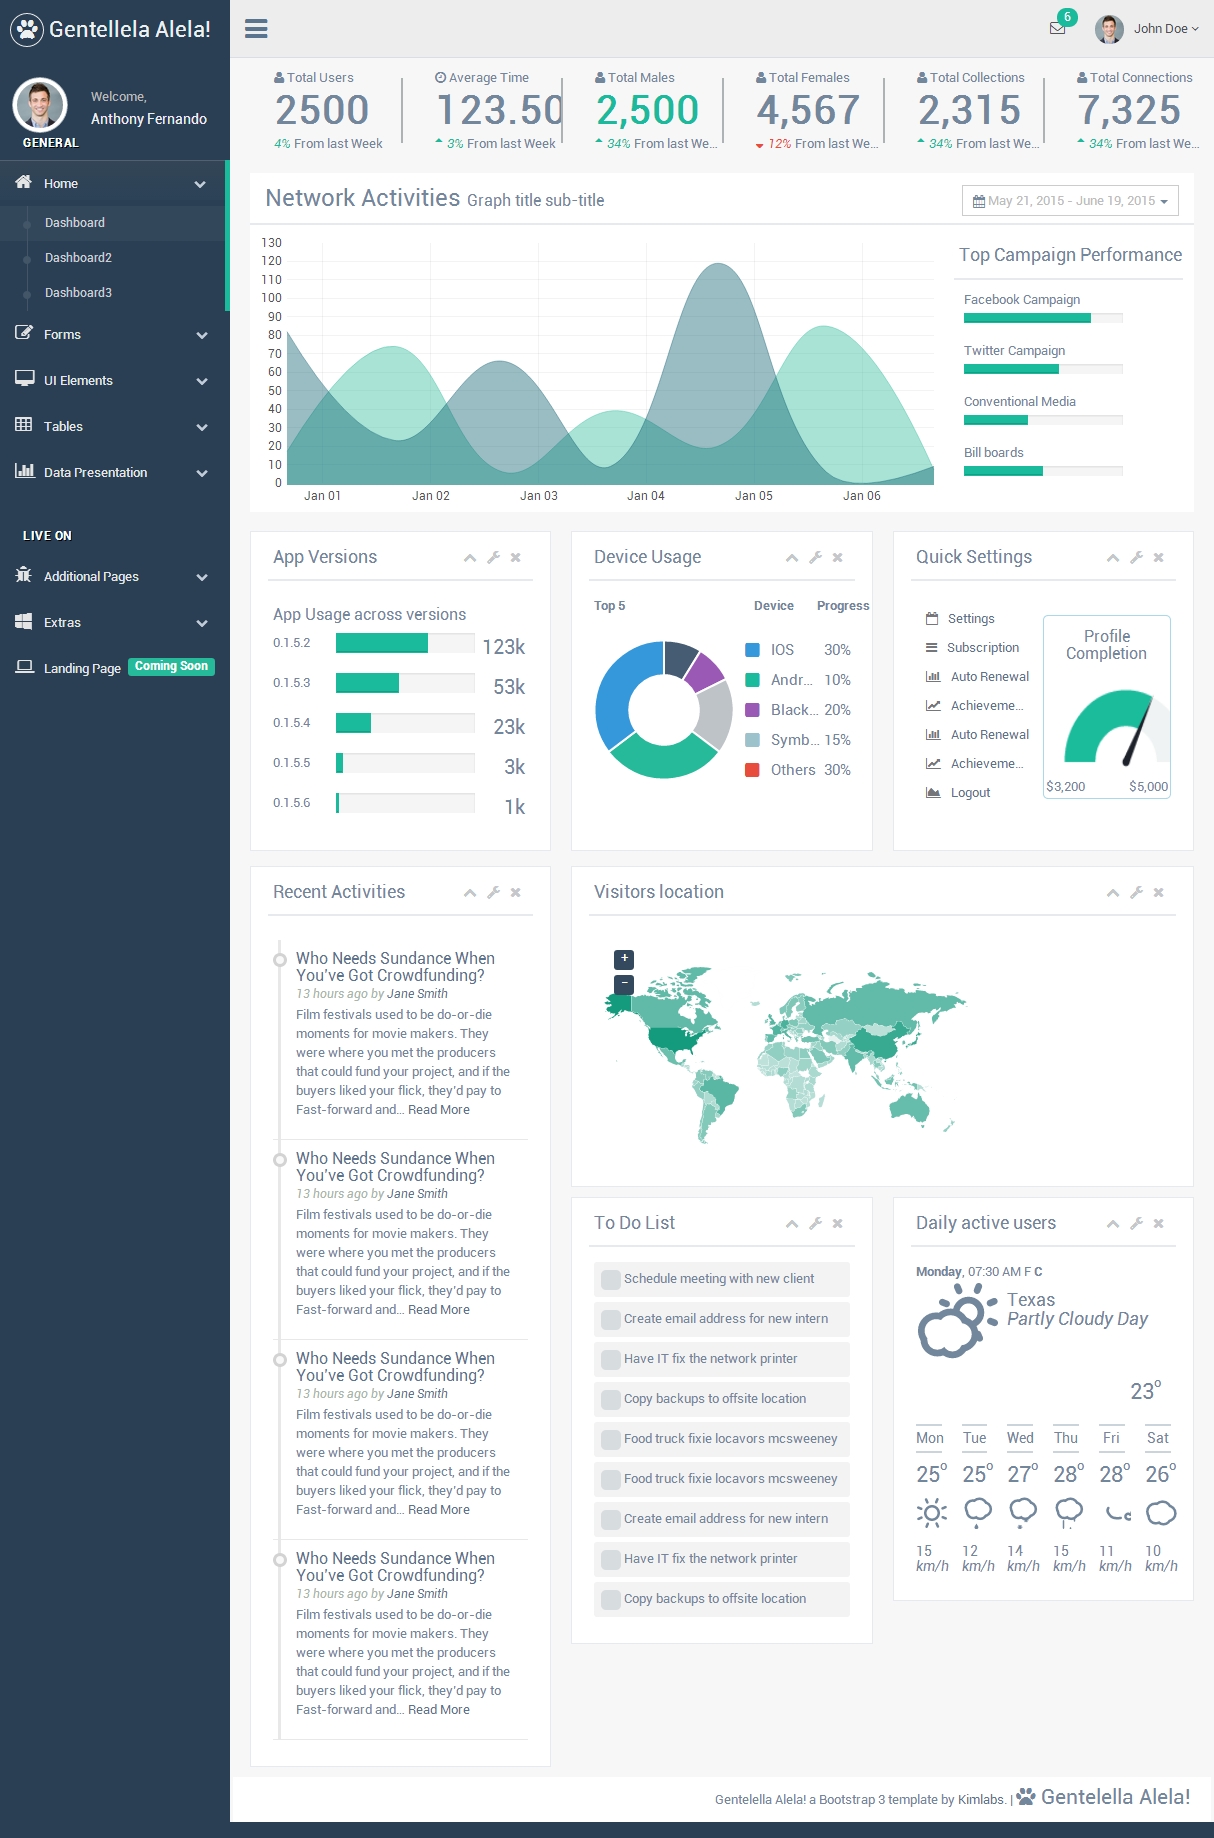 Gentellela Alela!
Welcome,
Anthony Fernando
GENERAL
Home
Dashboard
Dashboard2
Dashboard3
Forms
UI Elements
Tables
Data Presentation
LIVE ON
Additional Pages
Extras
Landing Page Coming Soon
6
John Doe
Total Users
2500
4% From last Week
Average Time
123.50
3% From last Week
Total Males
2,500
34% From last We...
Total Females
4,567
12% From last We...
Total Collections
2,315
34% From last We...
Total Connections
7,325
34% From last We...
Network Activities Graph title sub-title
May 21, 2015 - June 19, 2015
130
120
110
100
90
80
70
60
50
40
30
20
10
0
Jan 01 Jan 02 Jan 03 Jan 04 Jan 05 Jan 06
Top Campaign Performance
Facebook Campaign
Twitter Campaign
Conventional Media
Bill boards
App Versions
App Usage across versions
0.1.5.2 123k
0.1.5.3 53k
0.1.5.4 23k
0.1.5.5 3k
0.1.5.6 1k
Device Usage
Top 5 Device Progress
IOS 30%
Andr... 10%
Black... 20%
Symb... 15%
Others 30%
Quick Settings
Settings
Subscription
Auto Renewal
Achieveme...
Auto Renewal
Achieveme...
Logout
Profile
Completion
$3,200 $5,000
Recent Activities
Who Needs Sundance When
You've Got Crowdfunding?
13 hours ago by Jane Smith
Film festivals used to be do-or-die
moments for movie makers. They
were where you met the producers
that could fund your project, and if the
buyers liked your flick, they'd pay to
Fast-forward and... Read More
Who Needs Sundance When
You've Got Crowdfunding?
13 hours ago by Jane Smith
Film festivals used to be do-or-die
moments for movie makers. They
were where you met the producers
that could fund your project, and if the
buyers liked your flick, they'd pay to
Fast-forward and... Read More
Who Needs Sundance When
You've Got Crowdfunding?
13 hours ago by Jane Smith
Film festivals used to be do-or-die
moments for movie makers. They
were where you met the producers
that could fund your project, and if the
buyers liked your flick, they'd pay to
Fast-forward and... Read More
Who Needs Sundance When
You've Got Crowdfunding?
13 hours ago by Jane Smith
Film festivals used to be do-or-die
moments for movie makers. They
were where you met the producers
that could fund your project, and if the
buyers liked your flick, they'd pay to
Fast-forward and... Read More
Visitors location
+
−
To Do List
Schedule meeting with new client
Create email address for new intern
Have IT fix the network printer
Copy backups to offsite location
Food truck fixie locavors mcsweeney
Food truck fixie locavors mcsweeney
Create email address for new intern
Have IT fix the network printer
Copy backups to offsite location
Daily active users
Monday, 07:30 AM F C
Texas
Partly Cloudy Day
23°
Mon Tue Wed Thu Fri Sat
25° 25° 27° 28° 28° 26°
15 12 14 15 11 10
km/h km/h km/h km/h km/h km/h
Gentelella Alela! a Bootstrap 3 template by Kimlabs. | Gentelella Alela!